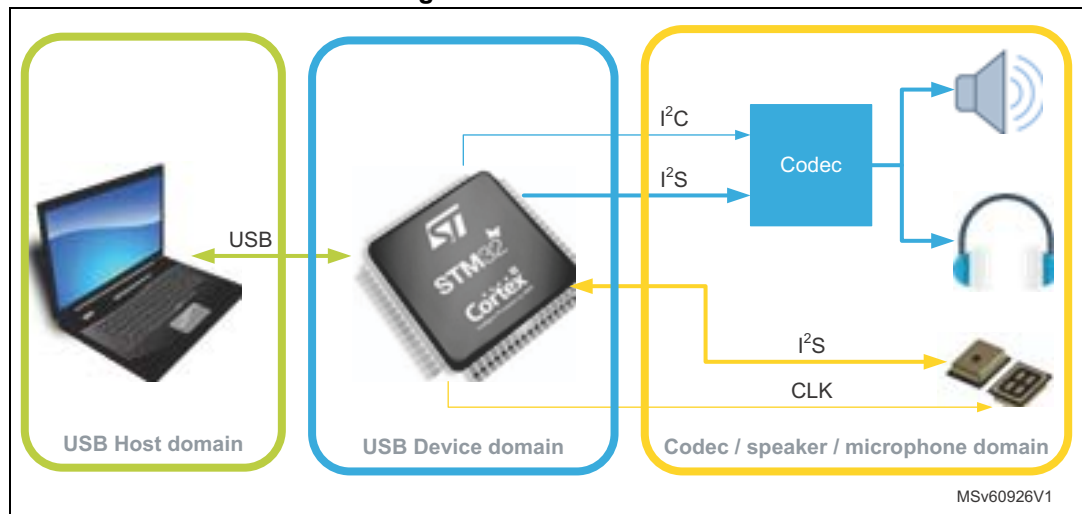 I²C
Codec
I²S
USB
STM32
Cortex
I²S
CLK
USB Host domain
USB Device domain
Codec / speaker / microphone domain
MSv60926V1